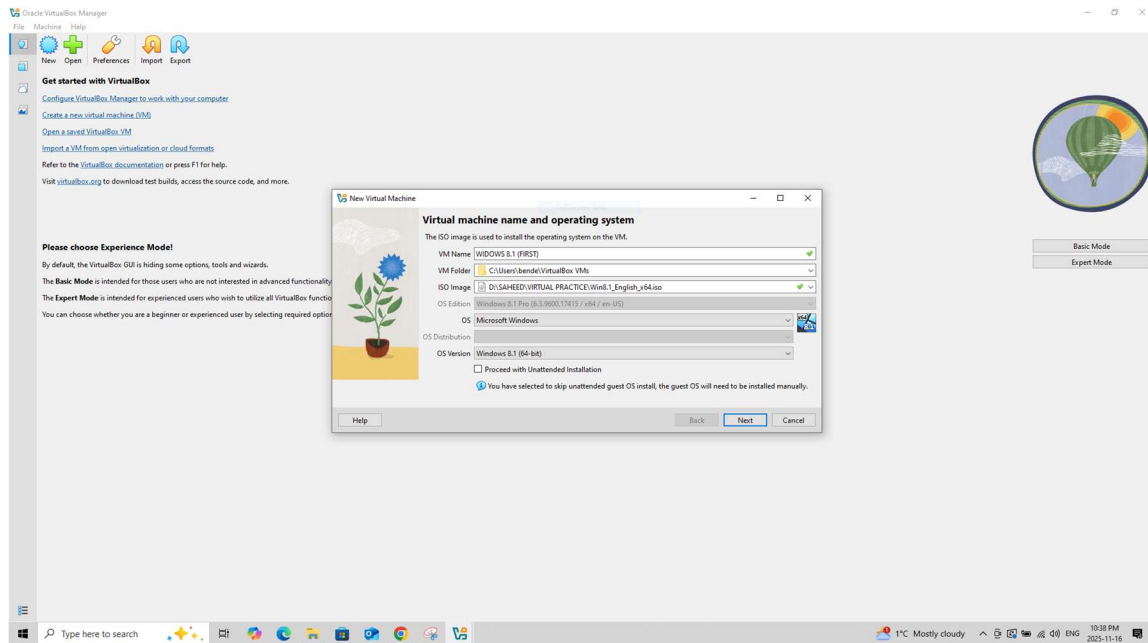 Oracle VirtualBox Manager
File Machine Help
New Open Preferences Import Export
Get started with VirtualBox
Configure VirtualBox Manager to work with your computer
Create a new virtual machine (VM)
Open a saved VirtualBox VM
Import a VM from open virtualization or cloud formats
Refer to the VirtualBox documentation or press F1 for help.
Visit virtualbox.org to download test builds, access the source code, and more.
Please choose Experience Mode!
By default, the VirtualBox GUI is hiding some options, tools and wizards.
The Basic Mode is intended for those users who are not interested in advanced functionality
The Expert Mode is intended for experienced users who wish to utilize all VirtualBox functio
You can choose whether you are a beginner or experienced user by selecting required option
Basic Mode
Expert Mode
New Virtual Machine
Virtual machine name and operating system
The ISO image is used to install the operating system on the VM.
VM Name WIDOWS 8.1 (FIRST)
VM Folder C:\Users\bende\VirtualBox VMs
ISO Image D:\SAHEED\VIRTUAL PRACTICE\Win8.1_English_x64.iso
OS Edition Windows 8.1 Pro (6.3.9600.17415 / x64 / en-US)
OS Microsoft Windows
x64
8.1
OS Distribution
OS Version Windows 8.1 (64-bit)
Proceed with Unattended Installation
You have selected to skip unattended guest OS install, the guest OS will need to be installed manually.
Help Back Next Cancel
Type here to search
1°C Mostly cloudy ENG 10:38 PM
2025-11-16